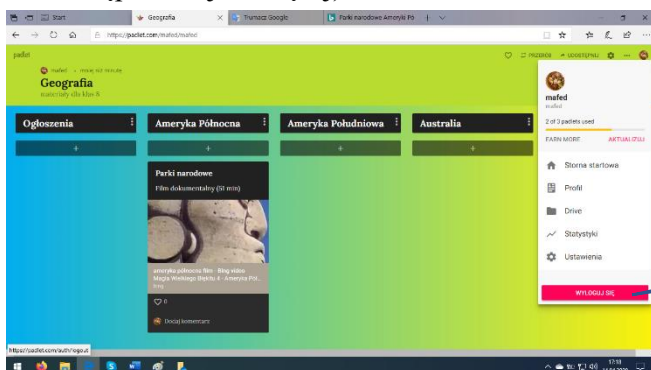 Start
Geografia
Tłumacz Google
Parki narodowe Ameryki Pó
https://padlet.com/mafed/mafed
padlet
UDOSTĘPNIJ
mafed
Geografia
materiały dla klas 8
Ogłoszenia
Ameryka Północna
Ameryka Południowa
Australia
Parki narodowe
Film dokumentalny (51 min)
ameryka północna film - Bing video
Magia Wielkiego Błękitu 4 - Ameryka Pół...
bing
0
Dodaj komentarz
mafed
mafed
2 of 3 padlets used
EARN MORE
AKTUALIZUJ
Storna startowa
Profil
Drive
Statystyki
Ustawienia
WYLOGUJ SIĘ
https://padlet.com/auth/logout
17:18